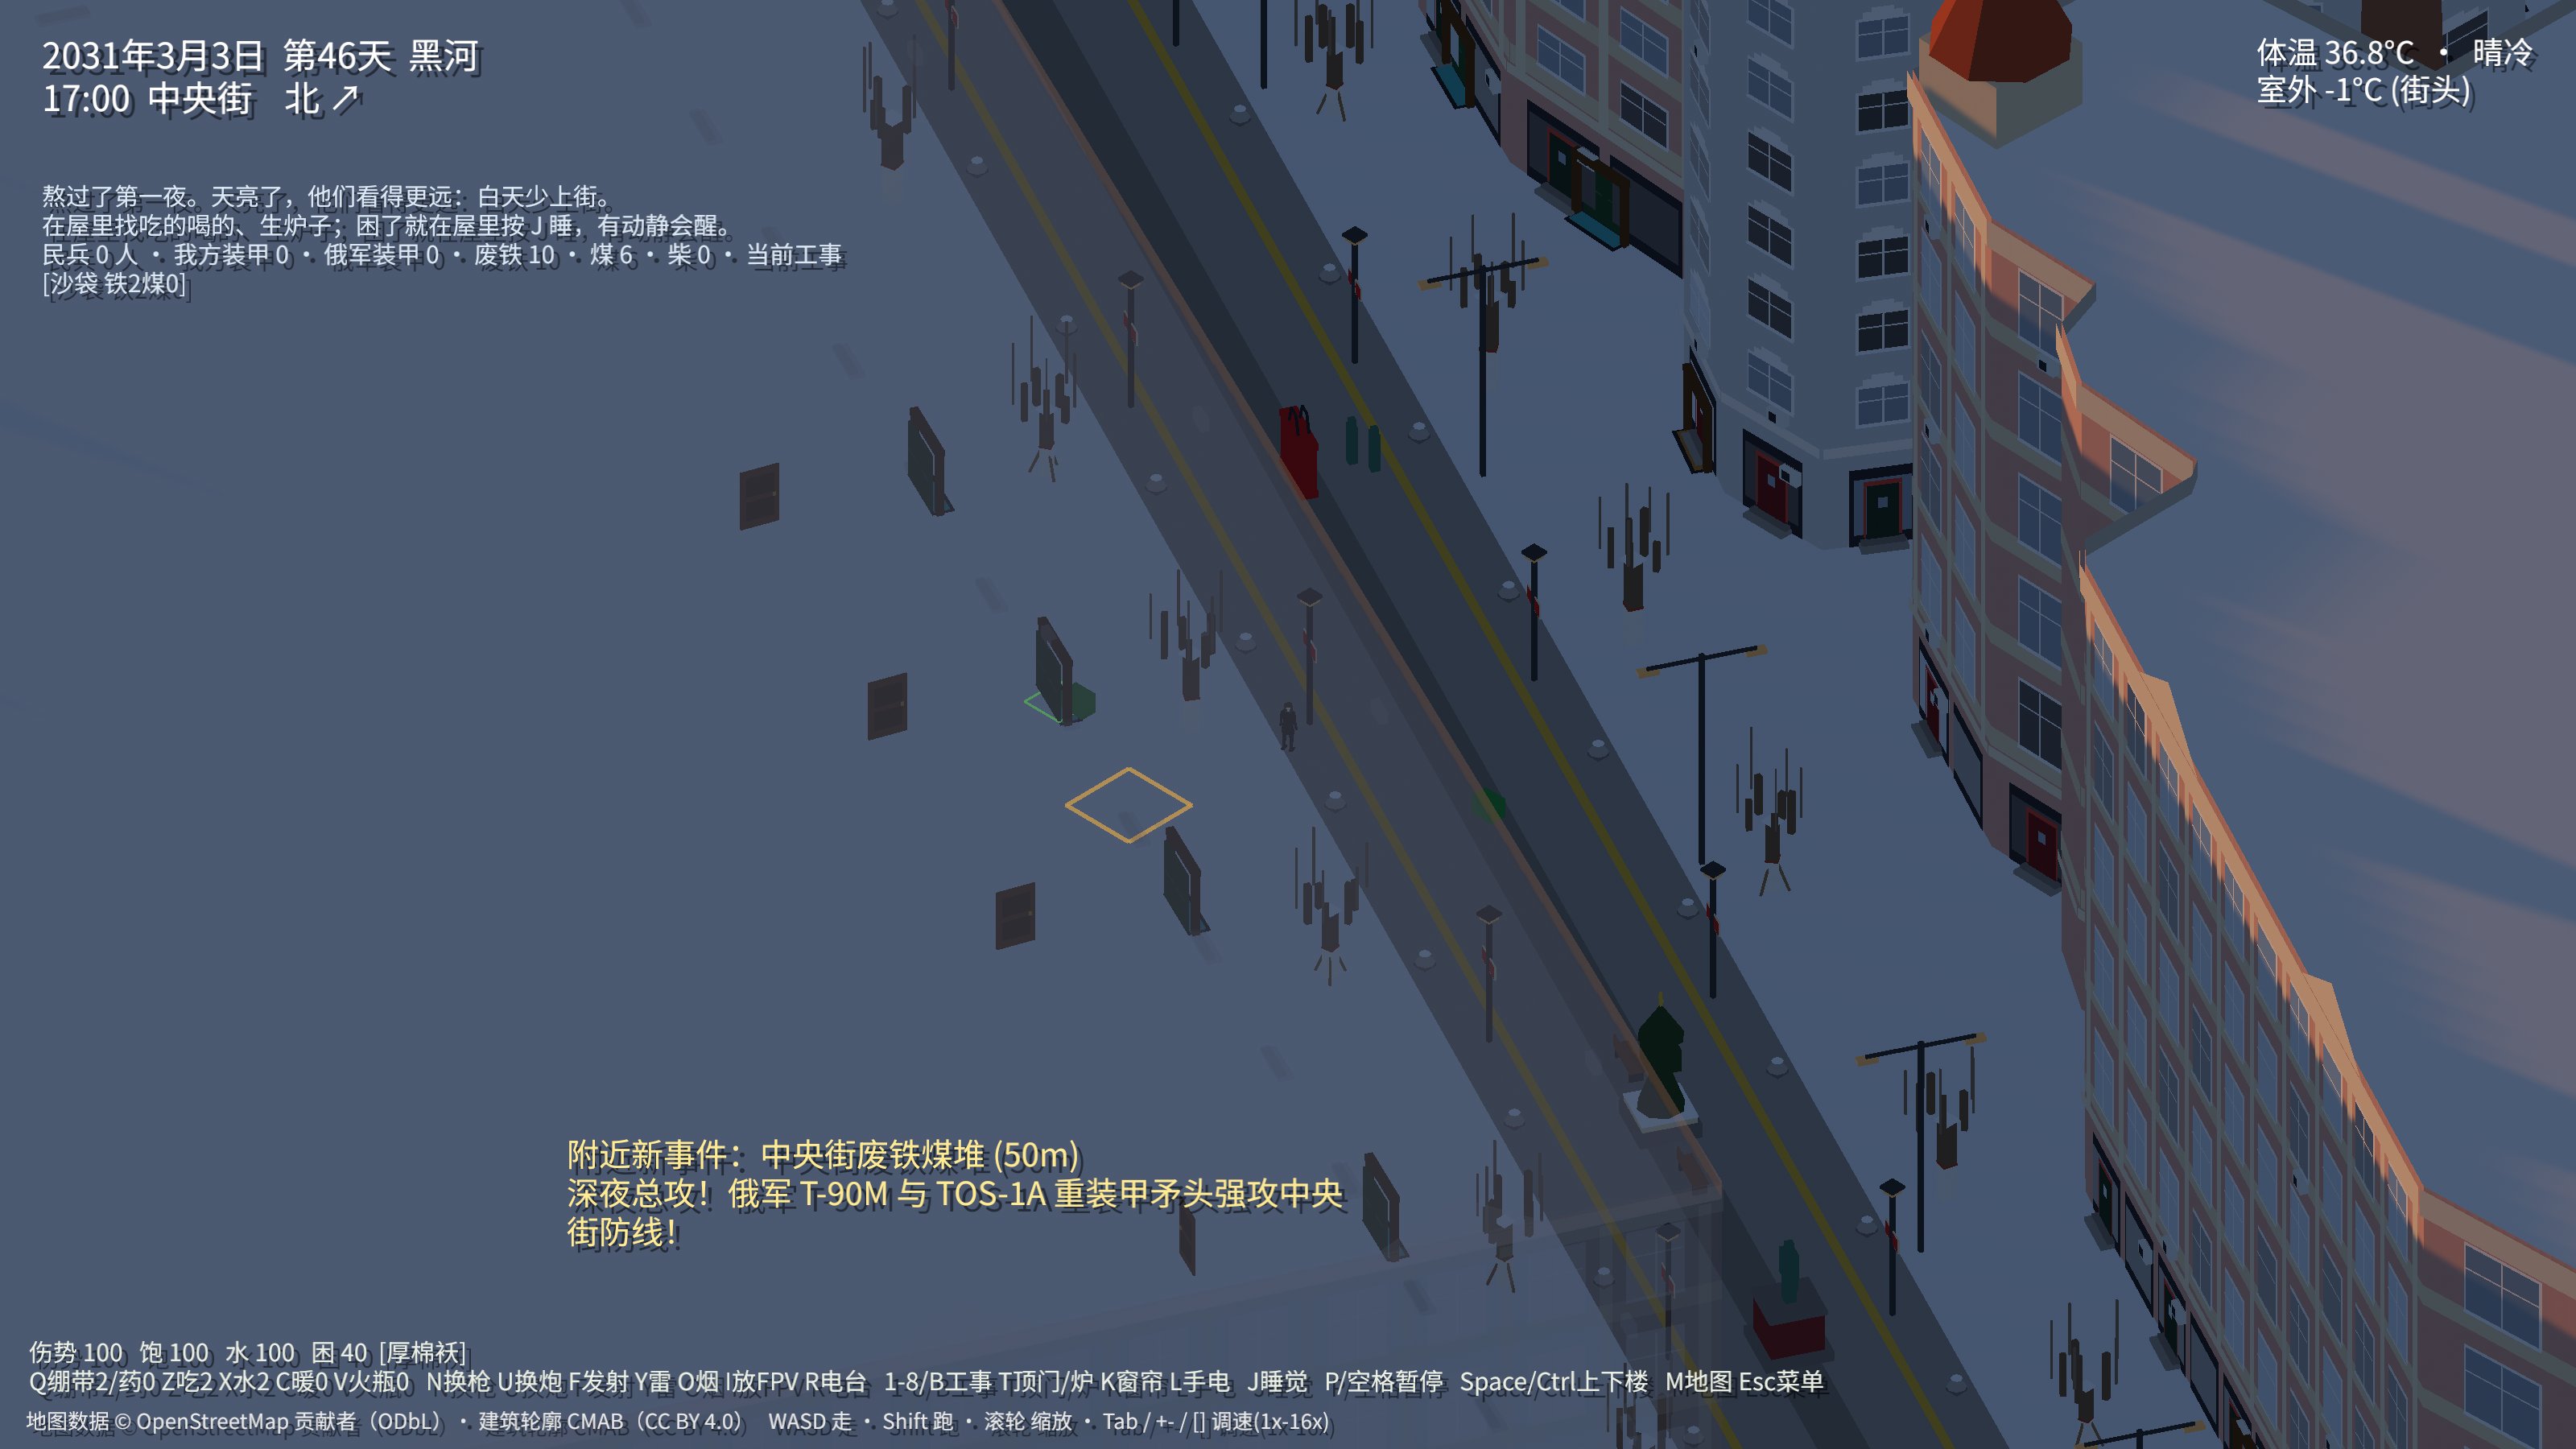 2031年3月3日 第46天 黑河
17:00 中央街 北 ↗
体温 36.8°C · 晴冷
室外 -1°C (街头)
熬过了第一夜。天亮了，他们看得更远：白天少上街。
在屋里找吃的喝的、生炉子；困了就在屋里按 J 睡，有动静会醒。
民兵 0 人 · 我方装甲 0 · 俄军装甲 0 · 废铁 10 · 煤 6 · 柴 0 · 当前工事
[沙袋 铁2煤0]
附近新事件：中央街废铁煤堆 (50m)
深夜总攻！俄军 T-90M 与 TOS-1A 重装甲矛头强攻中央
街防线！
伤势 100 饱 100 水 100 困 40 [厚棉袄]
Q绷带2/药0 Z吃2 X水2 C暖0 V火瓶0 N换枪 U换炮 F发射 Y雷 O烟 I放FPV R电台 1-8/B工事 T顶门/炉 K窗帘 L手电 J睡觉 P/空格暂停 Space/Ctrl上下楼 M地图 Esc菜单
地图数据 © OpenStreetMap 贡献者（ODbL） · 建筑轮廓 CMAB（CC BY 4.0） WASD 走 · Shift 跑 · 滚轮 缩放 · Tab / +- / [] 调速(1x-16x)